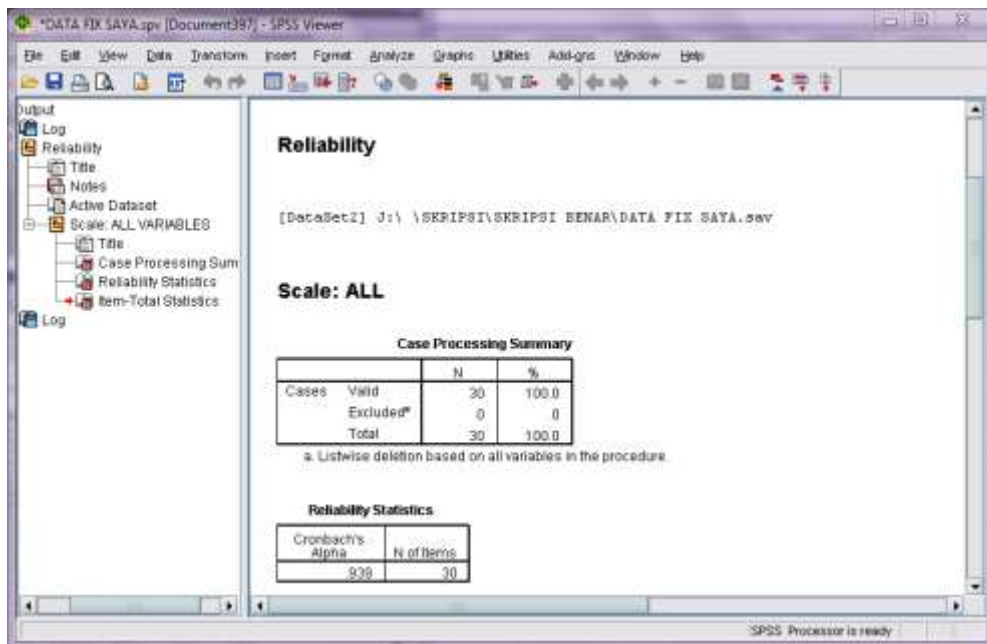 *DATA FIX SAYA.spv [Document397] - SPSS Viewer
File Edit View Data Transform Insert Format Analyze Graphs Utilities Add-ons Window Help
Output
Log
Reliability
Title
Notes
Active Dataset
Scale: ALL VARIABLES
Title
Case Processing Sum
Reliability Statistics
Item-Total Statistics
Log
Reliability
[DataSet2] J:\ \SKRIPSI\SKRIPSI BENAR\DATA FIX SAYA.sav
Scale: ALL
Case Processing Summary
N %
Cases Valid 30 100.0
Excludedª 0 .0
Total 30 100.0
a. Listwise deletion based on all variables in the procedure.
Reliability Statistics
Cronbach's
Alpha N of Items
.939 30
SPSS Processor is ready